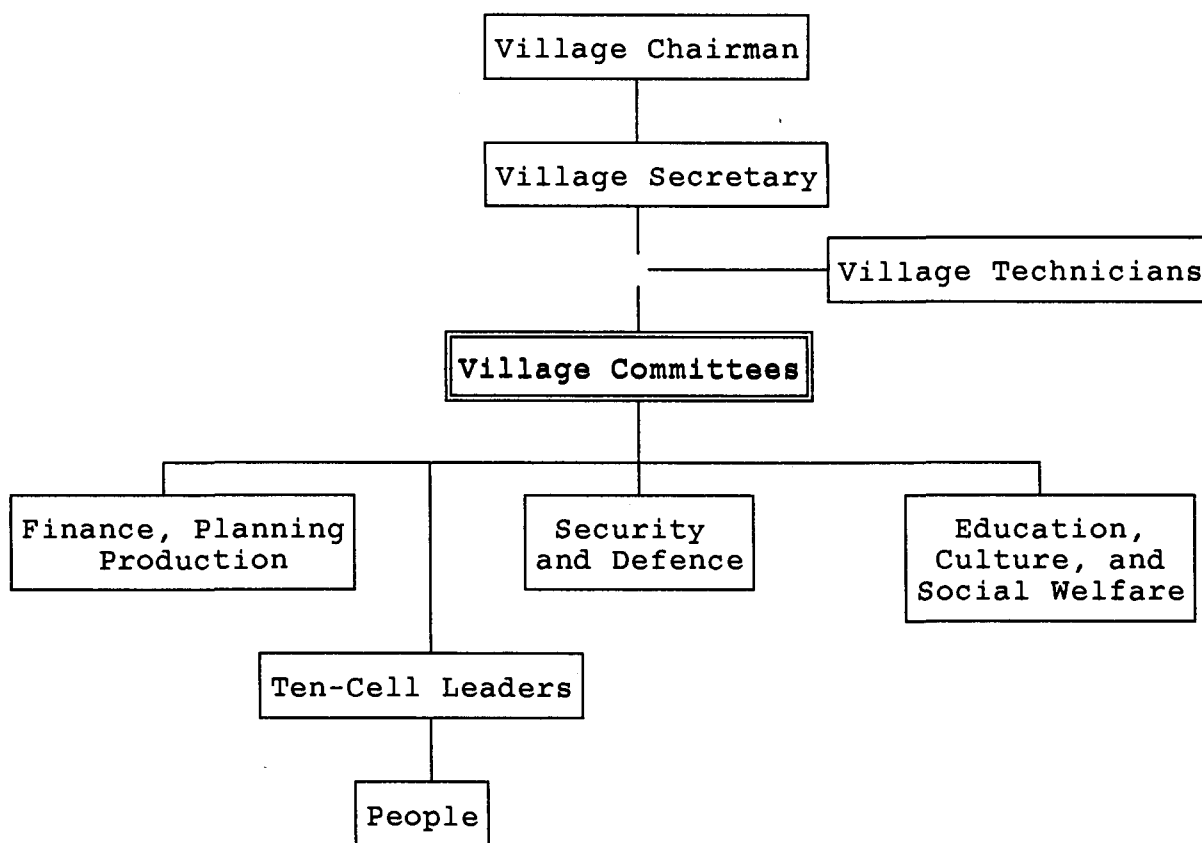 Village Chairman
Village Secretary
Village Technicians
Village Committees
Finance, Planning
Production
Security
and Defence
Education,
Culture, and
Social Welfare
Ten-Cell Leaders
People